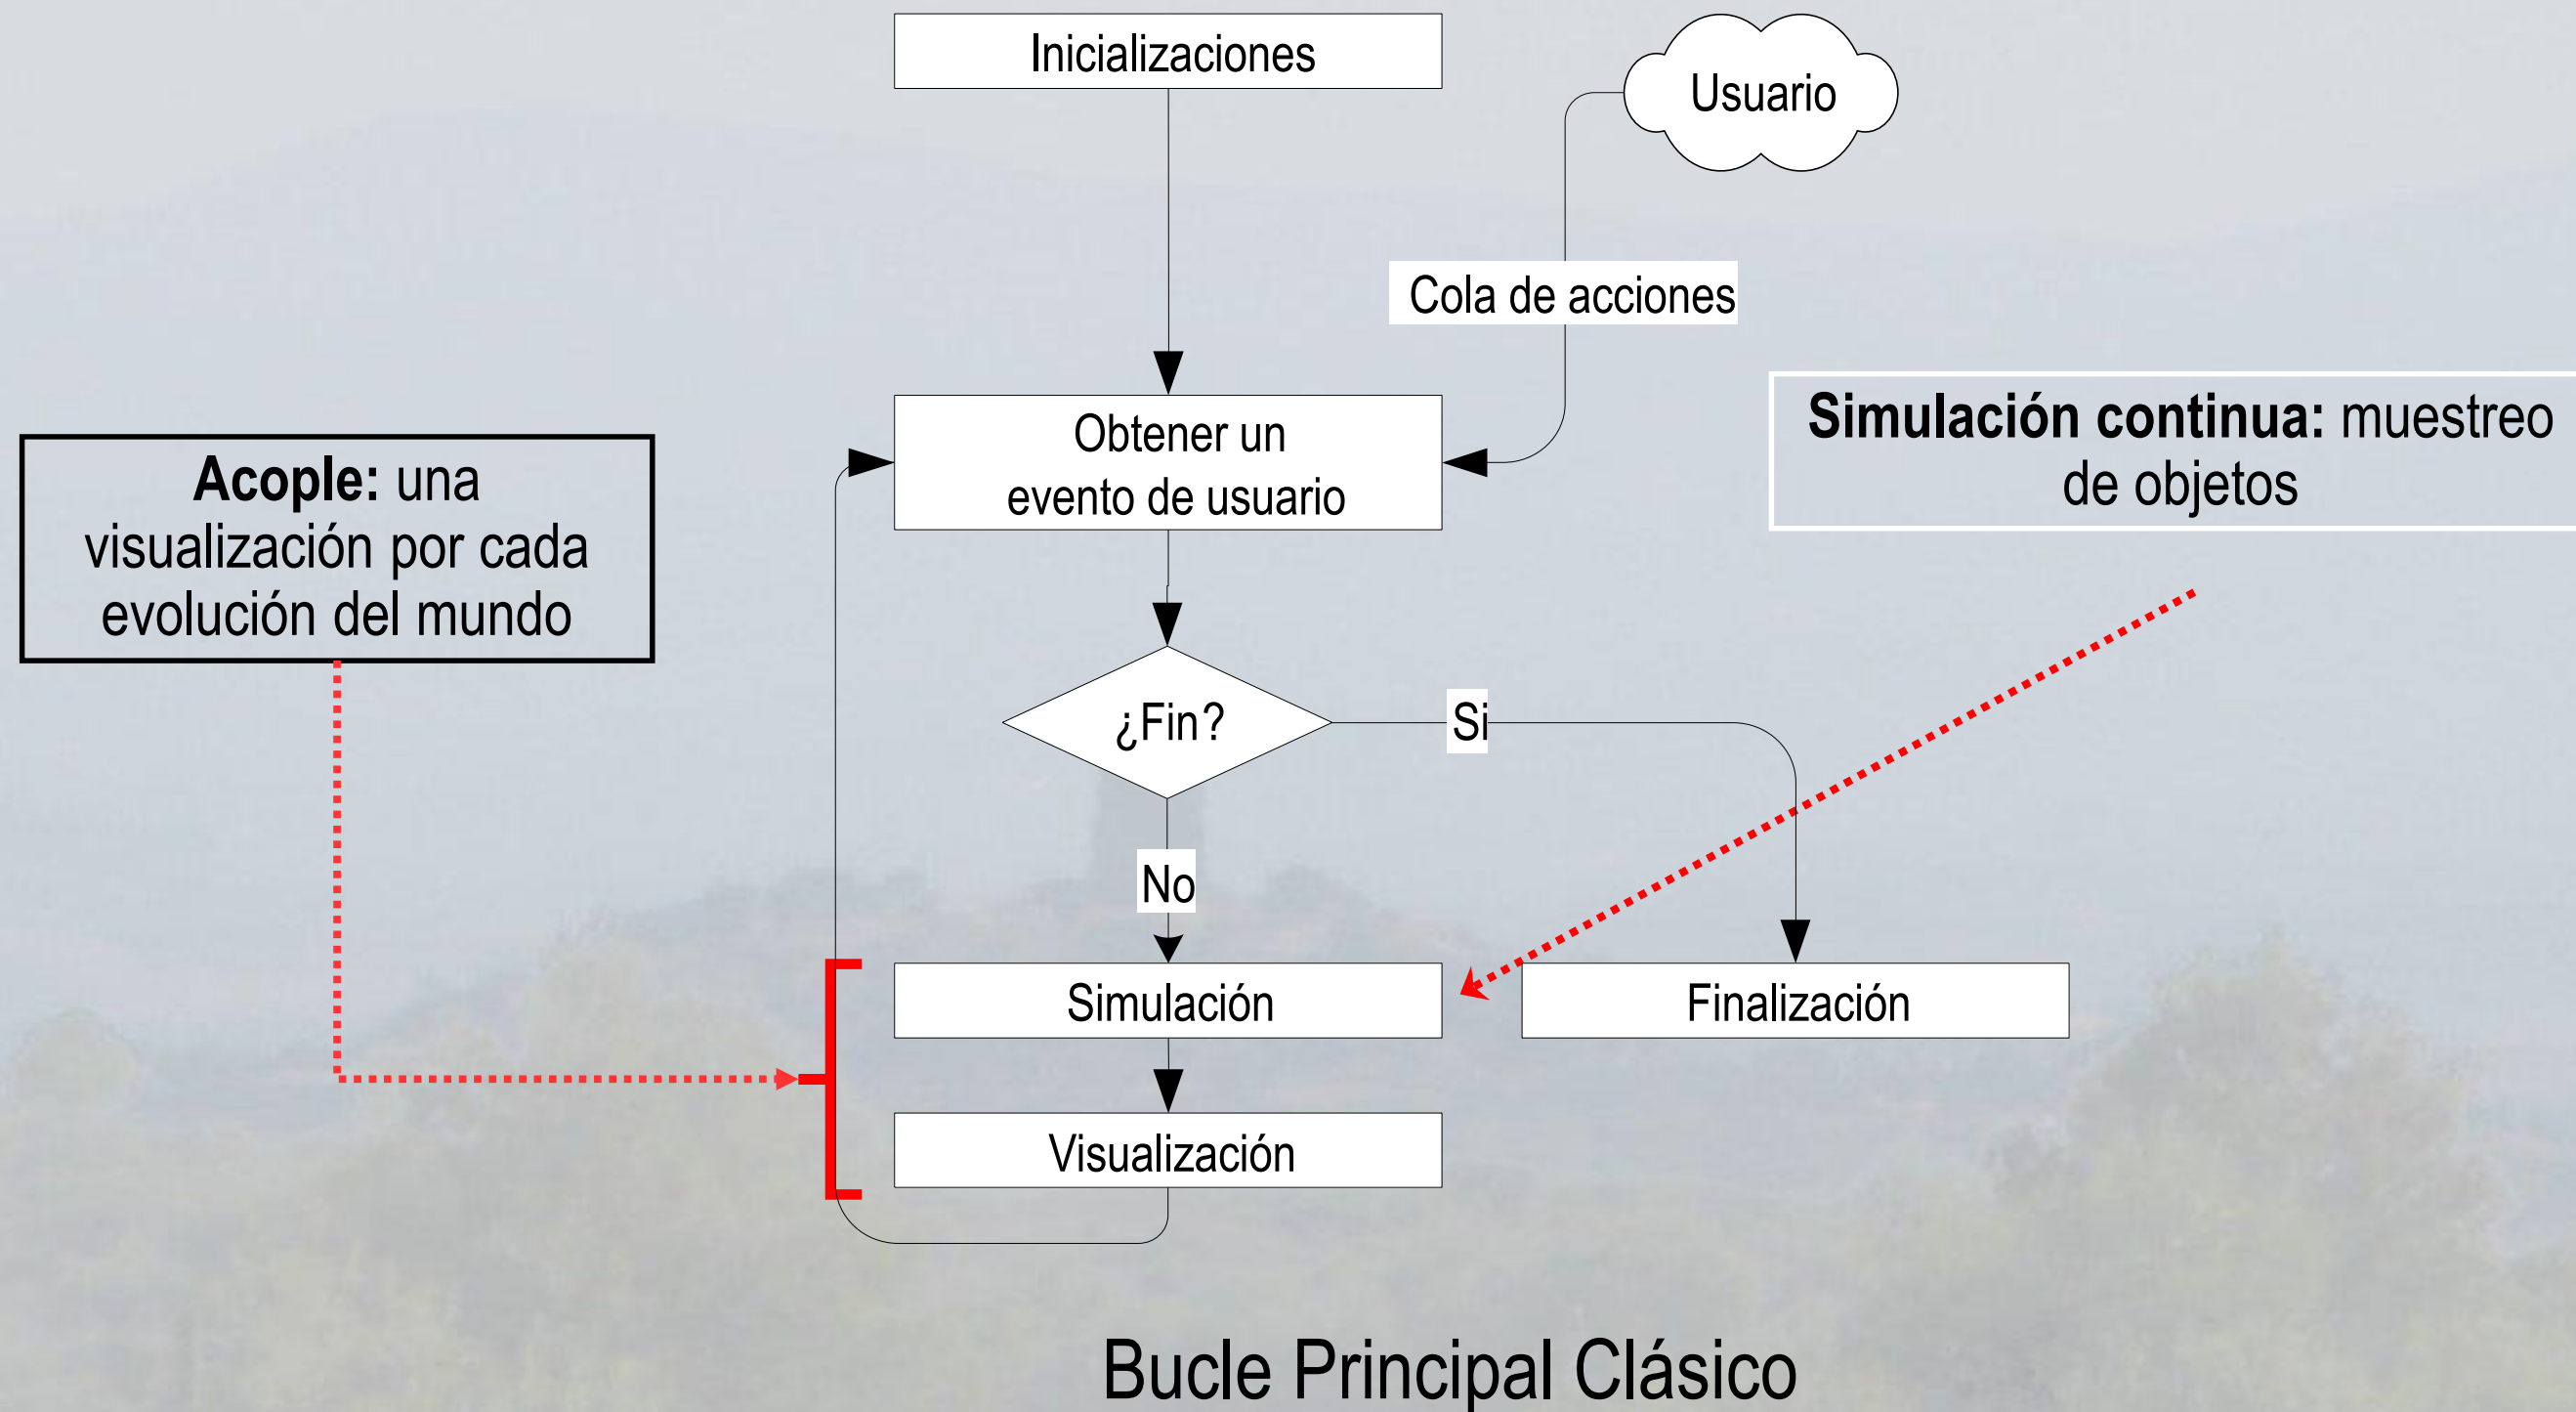 Inicializaciones
Usuario
Cola de acciones
Obtener un
evento de usuario
Simulación continua: muestreo
de objetos
Acople: una
visualización por cada
evolución del mundo
¿Fin?
Si
No
Simulación
Finalización
Visualización
Bucle Principal Clásico